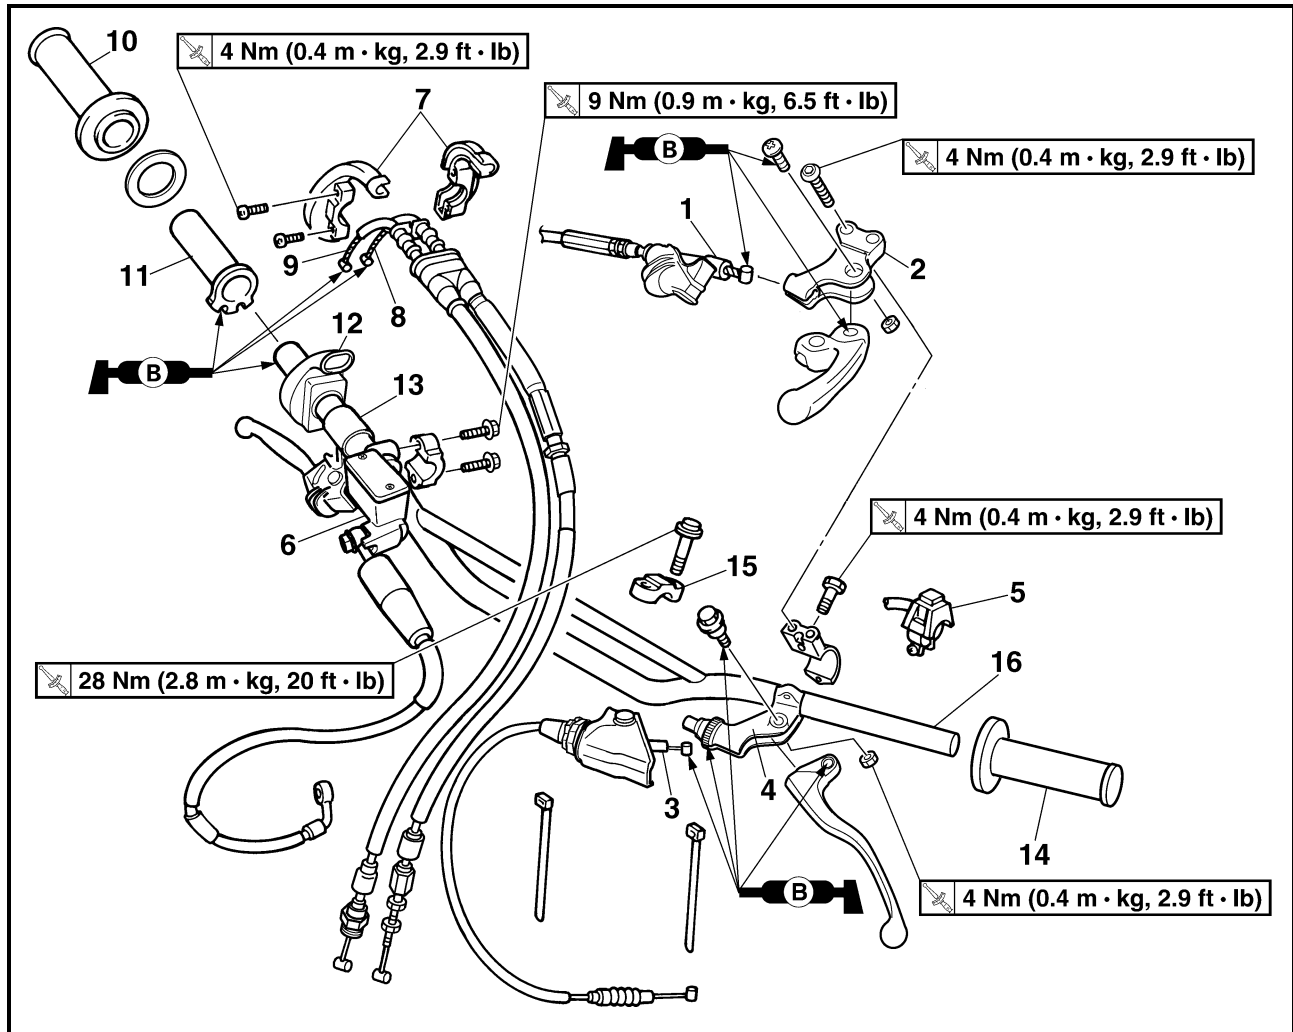 10
4 Nm (0.4 m · kg, 2.9 ft · lb)
7
9 Nm (0.9 m · kg, 6.5 ft · lb)
B
4 Nm (0.4 m · kg, 2.9 ft · lb)
1
2
11
9
8
12
B
13
6
15
4 Nm (0.4 m · kg, 2.9 ft · lb)
5
28 Nm (2.8 m · kg, 20 ft · lb)
16
3
4
14
B
4 Nm (0.4 m · kg, 2.9 ft · lb)